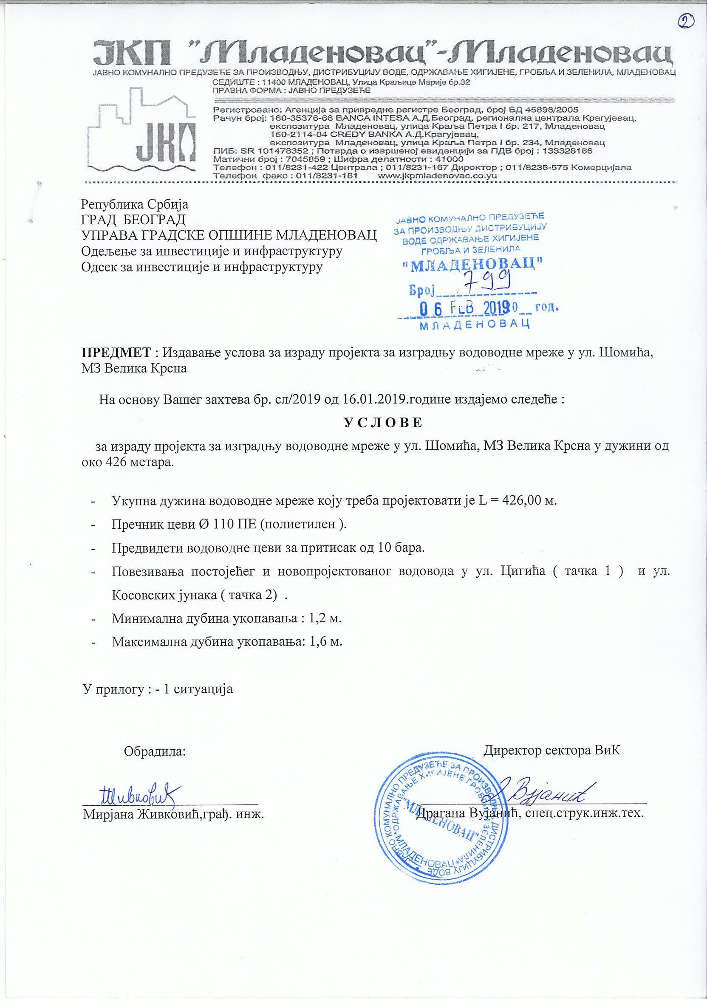 2
ЈКП "Младеновац"-Младеновац
ЈАВНО КОМУНАЛНО ПРЕДУЗЕЋЕ ЗА ПРОИЗВОДЊУ, ДИСТРИБУЦИЈУ ВОДЕ, ОДРЖАВАЊЕ ХИГИЈЕНЕ, ГРОБЉА И ЗЕЛЕНИЛА, МЛАДЕНОВАЦ
СЕДИШТЕ : 11400 МЛАДЕНОВАЦ, Улица Краљице Марије бр.32
ПРАВНА ФОРМА : ЈАВНО ПРЕДУЗЕЋЕ
ЈКП
Регистровано: Агенција за привредне регистре Београд, број БД 45898/2005
Рачун број: 160-35376-66 BANCA INTESA А.Д.Београд, регионална централа Крагујевац,
експозитура Младеновац, улица Краља Петра I бр. 217, Младеновац
150-2114-04 CREDY BANKA А.Д.Крагујевац,
експозитура Младеновац, улица Краља Петра I бр. 234, Младеновац
ПИБ: SR 101478352 ; Потврда о извршеној евиденцији за ПДВ број : 133328166
Матични број : 7045859 ; Шифра делатности : 41000
Телефон : 011/8231-422 Централа ; 011/8231-167 Директор ; 011/8236-575 Комерцијала
Телефон факс : 011/8231-161 www.jkpmladenovac.co.yu
Република Србија
ГРАД БЕОГРАД
УПРАВА ГРАДСКЕ ОПШИНЕ МЛАДЕНОВАЦ
Одељење за инвестиције и инфраструктуру
Одсек за инвестиције и инфраструктуру
ЈАВНО КОМУНАЛНО ПРЕДУЗЕЋЕ
ЗА ПРОИЗВОДЊУ ДИСТРИБУЦИЈУ
ВОДЕ ОДРЖАВАЊЕ ХИГИЈЕНЕ
ГРОБЉА И ЗЕЛЕНИЛА
"МЛАДЕНОВАЦ"
Број 799
06 FEB 2019 год.
МЛАДЕНОВАЦ
ПРЕДМЕТ : Издавање услова за израду пројекта за изградњу водоводне мреже у ул. Шомића,
МЗ Велика Крсна
На основу Вашег захтева бр. сл/2019 од 16.01.2019.године издајемо следеће :
У С Л О В Е
за израду пројекта за изградњу водоводне мреже у ул. Шомића, МЗ Велика Крсна у дужини од
око 426 метара.
- Укупна дужина водоводне мреже коју треба пројектовати је L = 426,00 м.
- Пречник цеви Ø 110 ПЕ (полиетилен ).
- Предвидети водоводне цеви за притисак од 10 бара.
- Повезивања постојећег и новопројектованог водовода у ул. Цигића ( тачка 1 ) и ул.
Косовских јунака ( тачка 2) .
- Минимална дубина укопавања : 1,2 м.
- Максимална дубина укопавања: 1,6 м.
У прилогу : - 1 ситуација
Обрадила:
Директор сектора ВиК
Живковић
Вујанић
Мирјана Живковић,грађ. инж.
Драгана Вујанић, спец.струк.инж.тех.
ЈАВНО КОМУНАЛНО ПРЕДУЗЕЋЕ ЗА ПРОИЗВОДЊУ ДИСТРИБУЦИЈУ ВОДЕ *
*ОДРЖАВАЊЕ ХИГИЈЕНЕ ГРОБЉА И ЗЕЛЕНИЛА*
"МЛАДЕНОВАЦ"
МЛАДЕНОВАЦ